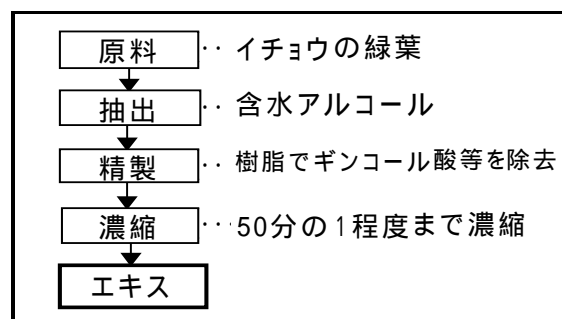 原料 ‥ イチョウの緑葉
抽出 ‥ 含水アルコール
精製 ‥ 樹脂でギンコール酸等を除去
濃縮 ‥ 50分の1程度まで濃縮
エキス